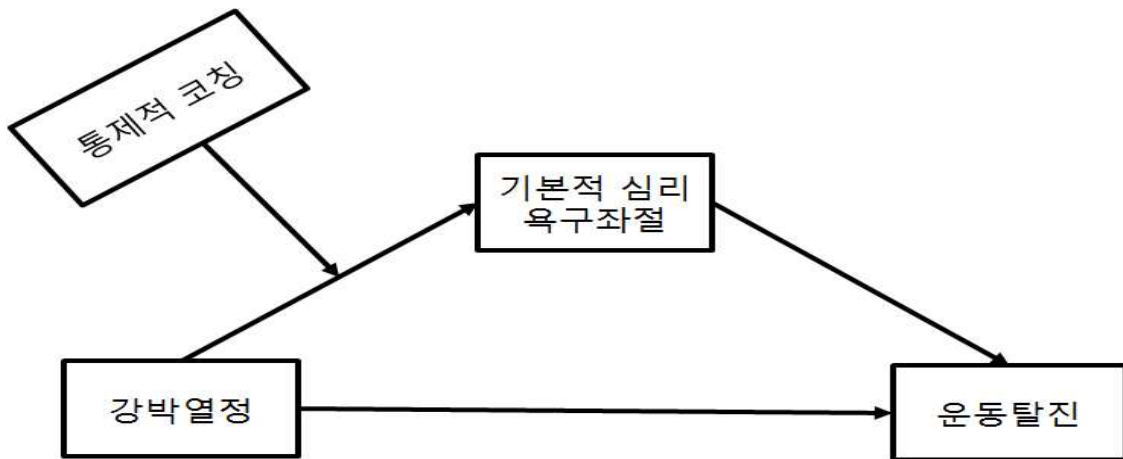 통제적 코칭
기본적 심리
욕구좌절
강박열정
운동탈진